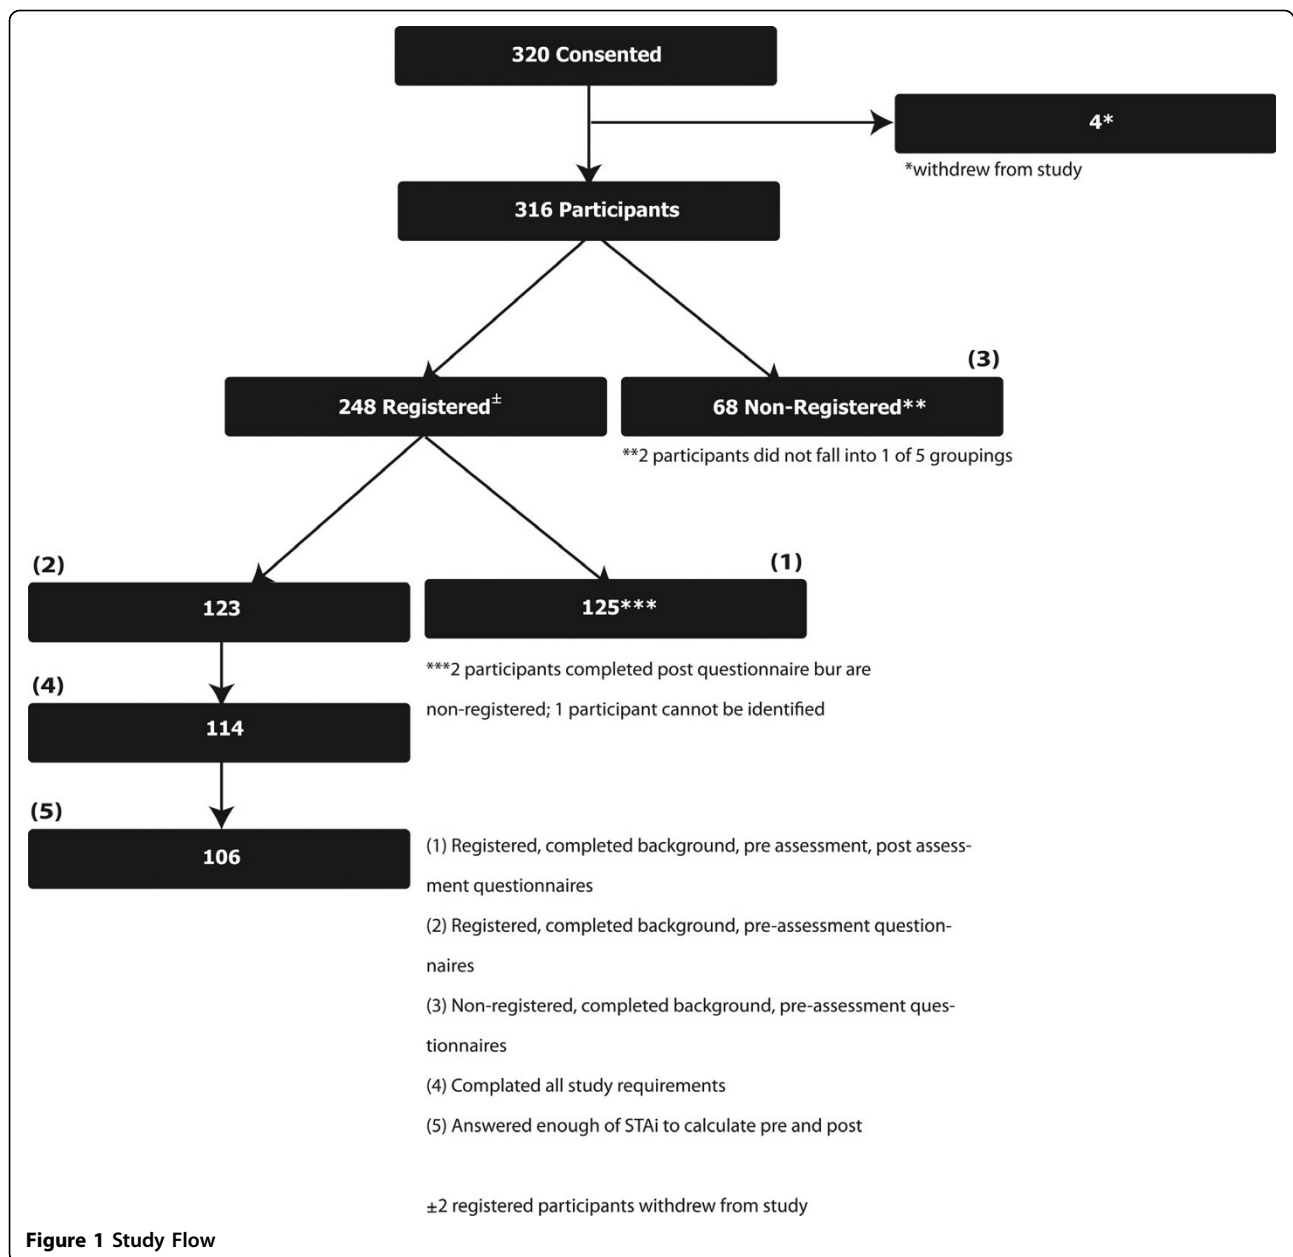 320 Consented
4*
*withdrew from study
316 Participants
(3)
248 Registered±
68 Non-Registered**
**2 participants did not fall into 1 of 5 groupings
(2)
(1)
123
125***
***2 participants completed post questionnaire bur are
non-registered; 1 participant cannot be identified
(4)
114
(5)
106
(1) Registered, completed background, pre assessment, post assess-
ment questionnaires
(2) Registered, completed background, pre-assessment question-
naires
(3) Non-registered, completed background, pre-assessment ques-
tionnaires
(4) Complated all study requirements
(5) Answered enough of STAi to calculate pre and post
±2 registered participants withdrew from study
Figure 1 Study Flow